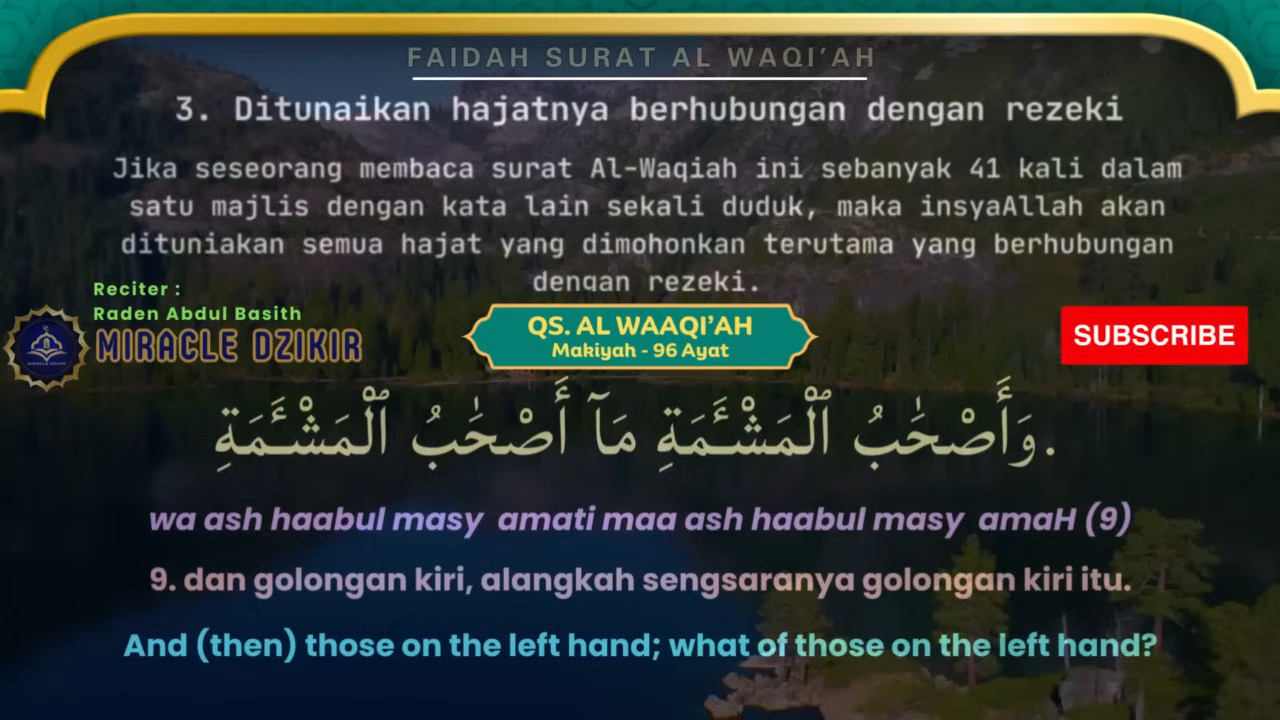 FAIDAH SURAT AL WAQI’AH
3. Ditunaikan hajatnya berhubungan dengan rezeki
Jika seseorang membaca surat Al-Waqiah ini sebanyak 41 kali dalam
satu majlis dengan kata lain sekali duduk, maka insyaAllah akan
dituniakan semua hajat yang dimohonkan terutama yang berhubungan
dengan rezeki.
Reciter :
Raden Abdul Basith
MIRACLE DZIKIR
QS. AL WAAQI’AH
Makiyah - 96 Ayat
SUBSCRIBE
وَأَصْحَٰبُ ٱلْمَشْـَٔمَةِ مَآ أَصْحَٰبُ ٱلْمَشْـَٔمَةِ.
wa ash haabul masy amati maa ash haabul masy amaH (9)
9. dan golongan kiri, alangkah sengsaranya golongan kiri itu.
And (then) those on the left hand; what of those on the left hand?